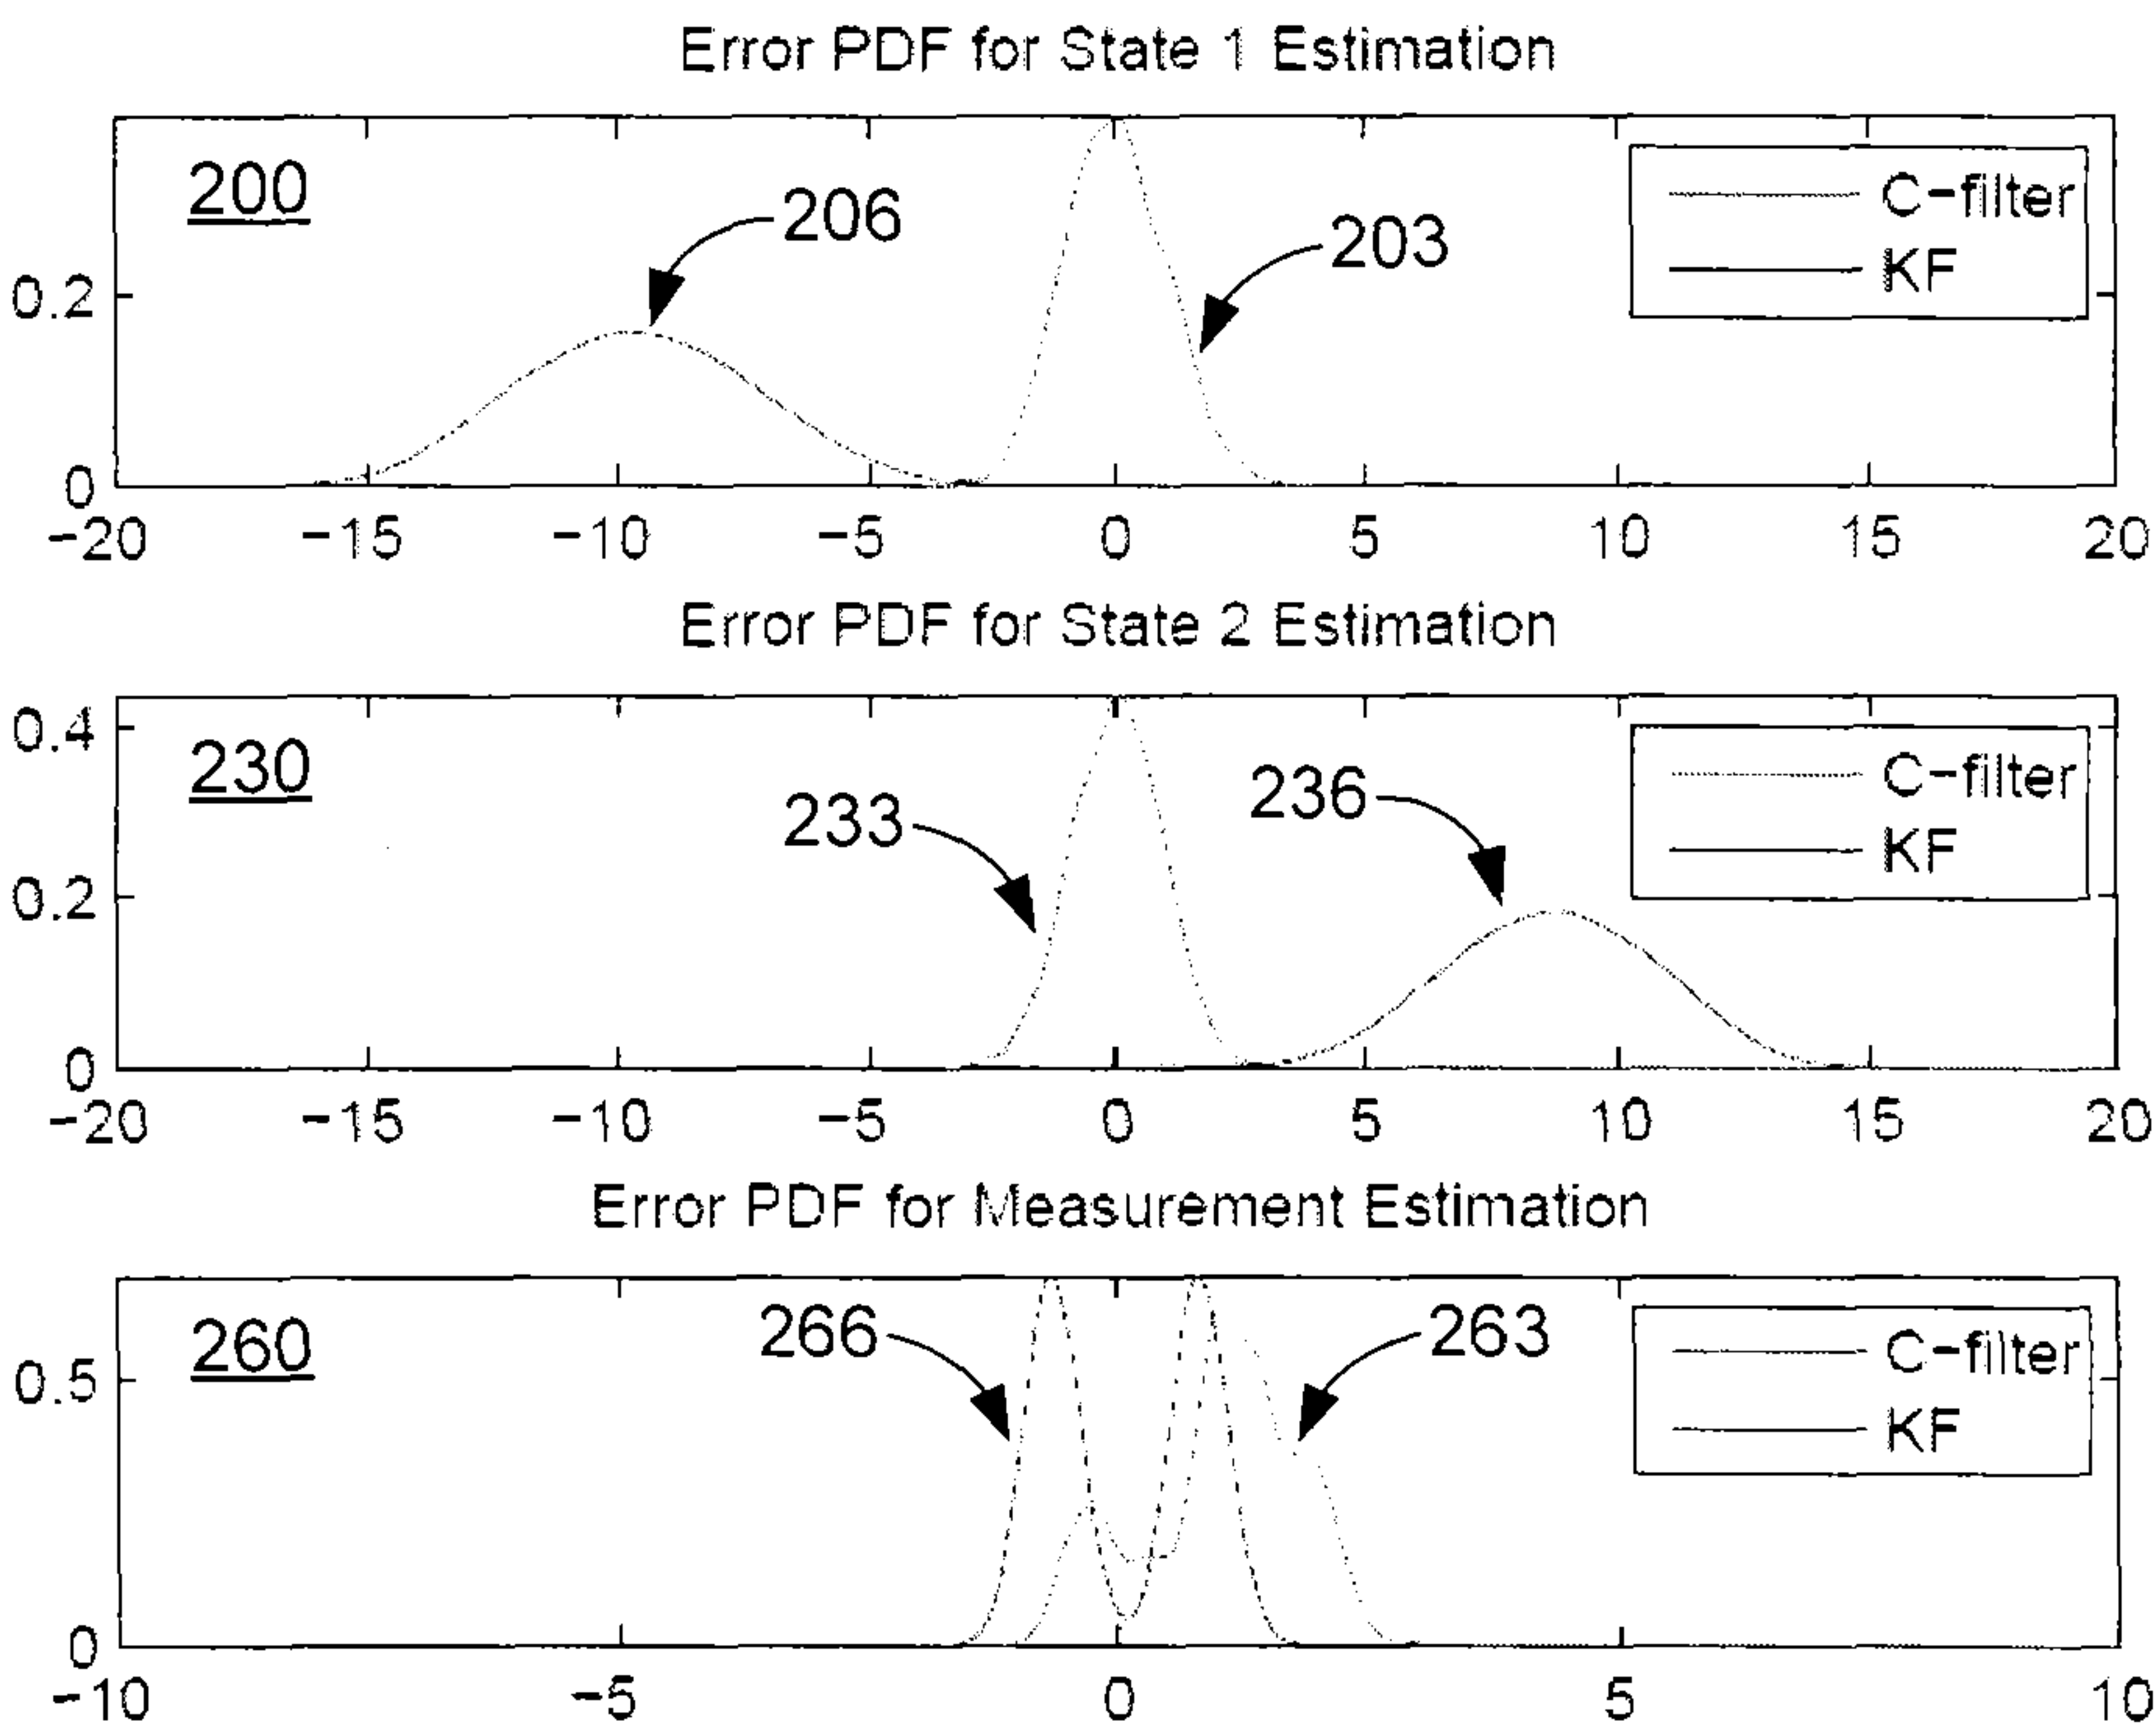 Error PDF for State 1 Estimation
200
206
203
C-filter
KF
0.2
0
-20 -15 -10 -5 0 5 10 15 20
Error PDF for State 2 Estimation
0.4
230
233
236
C-filter
KF
0.2
0
-20 -15 -10 -5 0 5 10 15 20
Error PDF for Measurement Estimation
260
266
263
C-filter
KF
0.5
0
-10 -5 0 5 10